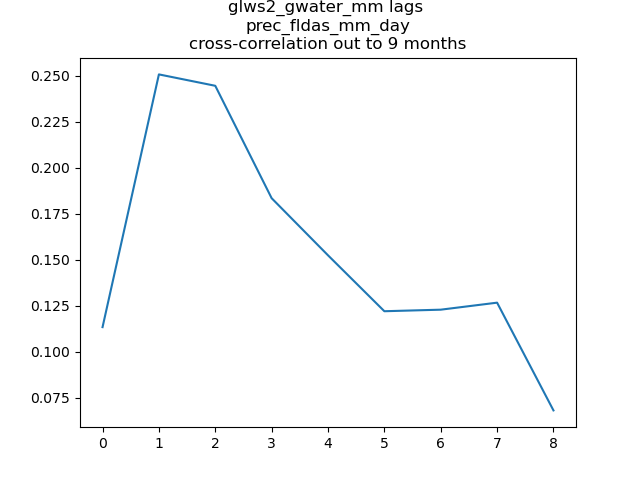 glws2_gwater_mm lags
prec_fldas_mm_day
cross-correlation out to 9 months
0.250
0.225
0.200
0.175
0.150
0.125
0.100
0.075
0 1 2 3 4 5 6 7 8